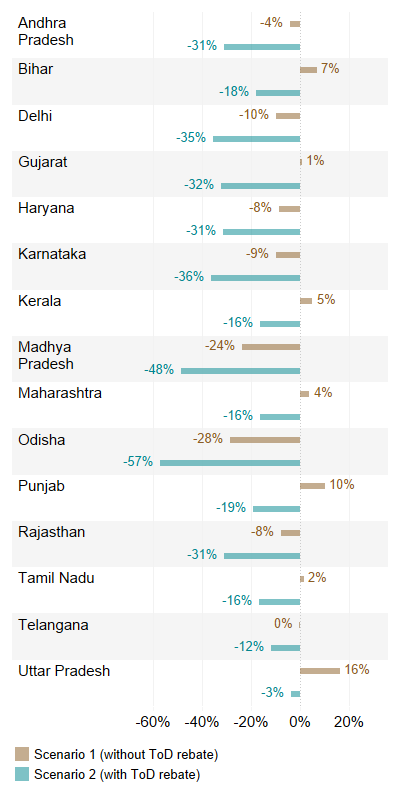 Andhra
Pradesh
-4%
-31%
Bihar
7%
-18%
Delhi
-10%
-35%
Gujarat
1%
-32%
Haryana
-8%
-31%
Karnataka
-9%
-36%
Kerala
5%
-16%
Madhya
Pradesh
-24%
-48%
Maharashtra
4%
-16%
Odisha
-28%
-57%
Punjab
10%
-19%
Rajasthan
-8%
-31%
Tamil Nadu
2%
-16%
Telangana
0%
-12%
Uttar Pradesh
16%
-3%
-60% -40% -20% 0% 20%
Scenario 1 (without ToD rebate)
Scenario 2 (with ToD rebate)